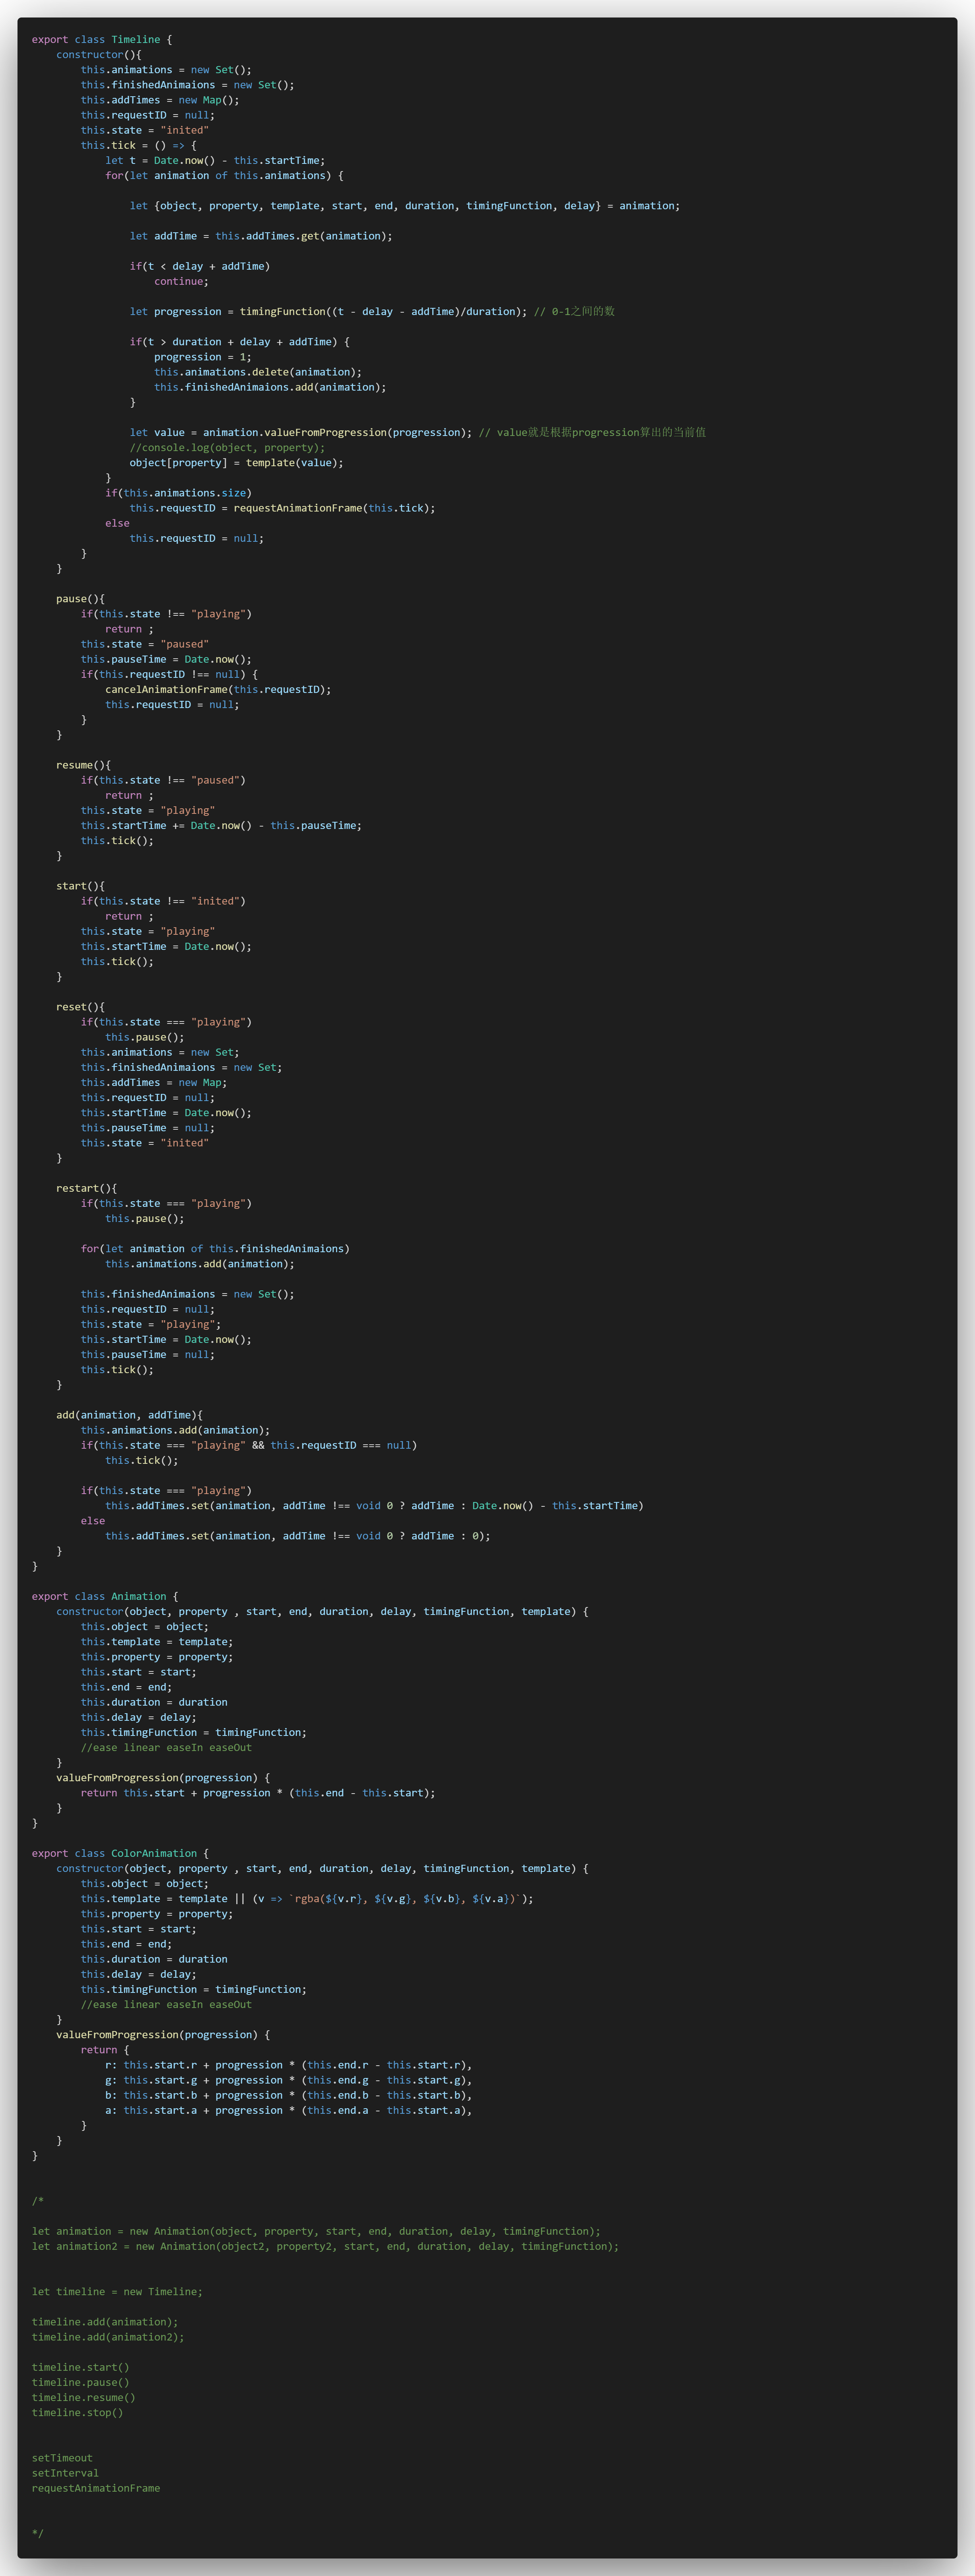 export class Timeline {
    constructor(){
        this.animations = new Set();
        this.finishedAnimaions = new Set();
        this.addTimes = new Map();
        this.requestID = null;
        this.state = "inited"
        this.tick = () => {
            let t = Date.now() - this.startTime;
            for(let animation of this.animations) {

                let {object, property, template, start, end, duration, timingFunction, delay} = animation;

                let addTime = this.addTimes.get(animation);

                if(t < delay + addTime)
                    continue;

                let progression = timingFunction((t - delay - addTime)/duration); // 0-1之间的数

                if(t > duration + delay + addTime) {
                    progression = 1;
                    this.animations.delete(animation);
                    this.finishedAnimaions.add(animation);
                }

                let value = animation.valueFromProgression(progression); // value就是根据progression算出的当前值
                //console.log(object, property);
                object[property] = template(value);
            }
            if(this.animations.size)
                this.requestID = requestAnimationFrame(this.tick);
            else
                this.requestID = null;
        }
    }

    pause(){
        if(this.state !== "playing")
            return ;
        this.state = "paused"
        this.pauseTime = Date.now();
        if(this.requestID !== null) {
            cancelAnimationFrame(this.requestID);
            this.requestID = null;
        }
    }

    resume(){
        if(this.state !== "paused")
            return ;
        this.state = "playing"
        this.startTime += Date.now() - this.pauseTime;
        this.tick();
    }

    start(){
        if(this.state !== "inited")
            return ;
        this.state = "playing"
        this.startTime = Date.now();
        this.tick();
    }

    reset(){
        if(this.state === "playing")
            this.pause();
        this.animations = new Set;
        this.finishedAnimaions = new Set;
        this.addTimes = new Map;
        this.requestID = null;
        this.startTime = Date.now();
        this.pauseTime = null;
        this.state = "inited"
    }

    restart(){
        if(this.state === "playing")
            this.pause();

        for(let animation of this.finishedAnimaions)
            this.animations.add(animation);

        this.finishedAnimaions = new Set();
        this.requestID = null;
        this.state = "playing";
        this.startTime = Date.now();
        this.pauseTime = null;
        this.tick();
    }

    add(animation, addTime){
        this.animations.add(animation);
        if(this.state === "playing" && this.requestID === null)
            this.tick();

        if(this.state === "playing")
            this.addTimes.set(animation, addTime !== void 0 ? addTime : Date.now() - this.startTime)
        else
            this.addTimes.set(animation, addTime !== void 0 ? addTime : 0);
    }
}

export class Animation {
    constructor(object, property , start, end, duration, delay, timingFunction, template) {
        this.object = object;
        this.template = template;
        this.property = property;
        this.start = start;
        this.end = end;
        this.duration = duration
        this.delay = delay;
        this.timingFunction = timingFunction;
        //ease linear easeIn easeOut
    }
    valueFromProgression(progression) {
        return this.start + progression * (this.end - this.start);
    }
}

export class ColorAnimation {
    constructor(object, property , start, end, duration, delay, timingFunction, template) {
        this.object = object;
        this.template = template || (v => `rgba(${v.r}, ${v.g}, ${v.b}, ${v.a})`);
        this.property = property;
        this.start = start;
        this.end = end;
        this.duration = duration
        this.delay = delay;
        this.timingFunction = timingFunction;
        //ease linear easeIn easeOut
    }
    valueFromProgression(progression) {
        return {
            r: this.start.r + progression * (this.end.r - this.start.r),
            g: this.start.g + progression * (this.end.g - this.start.g),
            b: this.start.b + progression * (this.end.b - this.start.b),
            a: this.start.a + progression * (this.end.a - this.start.a),
        }
    }
}


/*

let animation = new Animation(object, property, start, end, duration, delay, timingFunction);
let animation2 = new Animation(object2, property2, start, end, duration, delay, timingFunction);


let timeline = new Timeline;

timeline.add(animation);
timeline.add(animation2);

timeline.start()
timeline.pause()
timeline.resume()
timeline.stop()


setTimeout
setInterval
requestAnimationFrame


*/